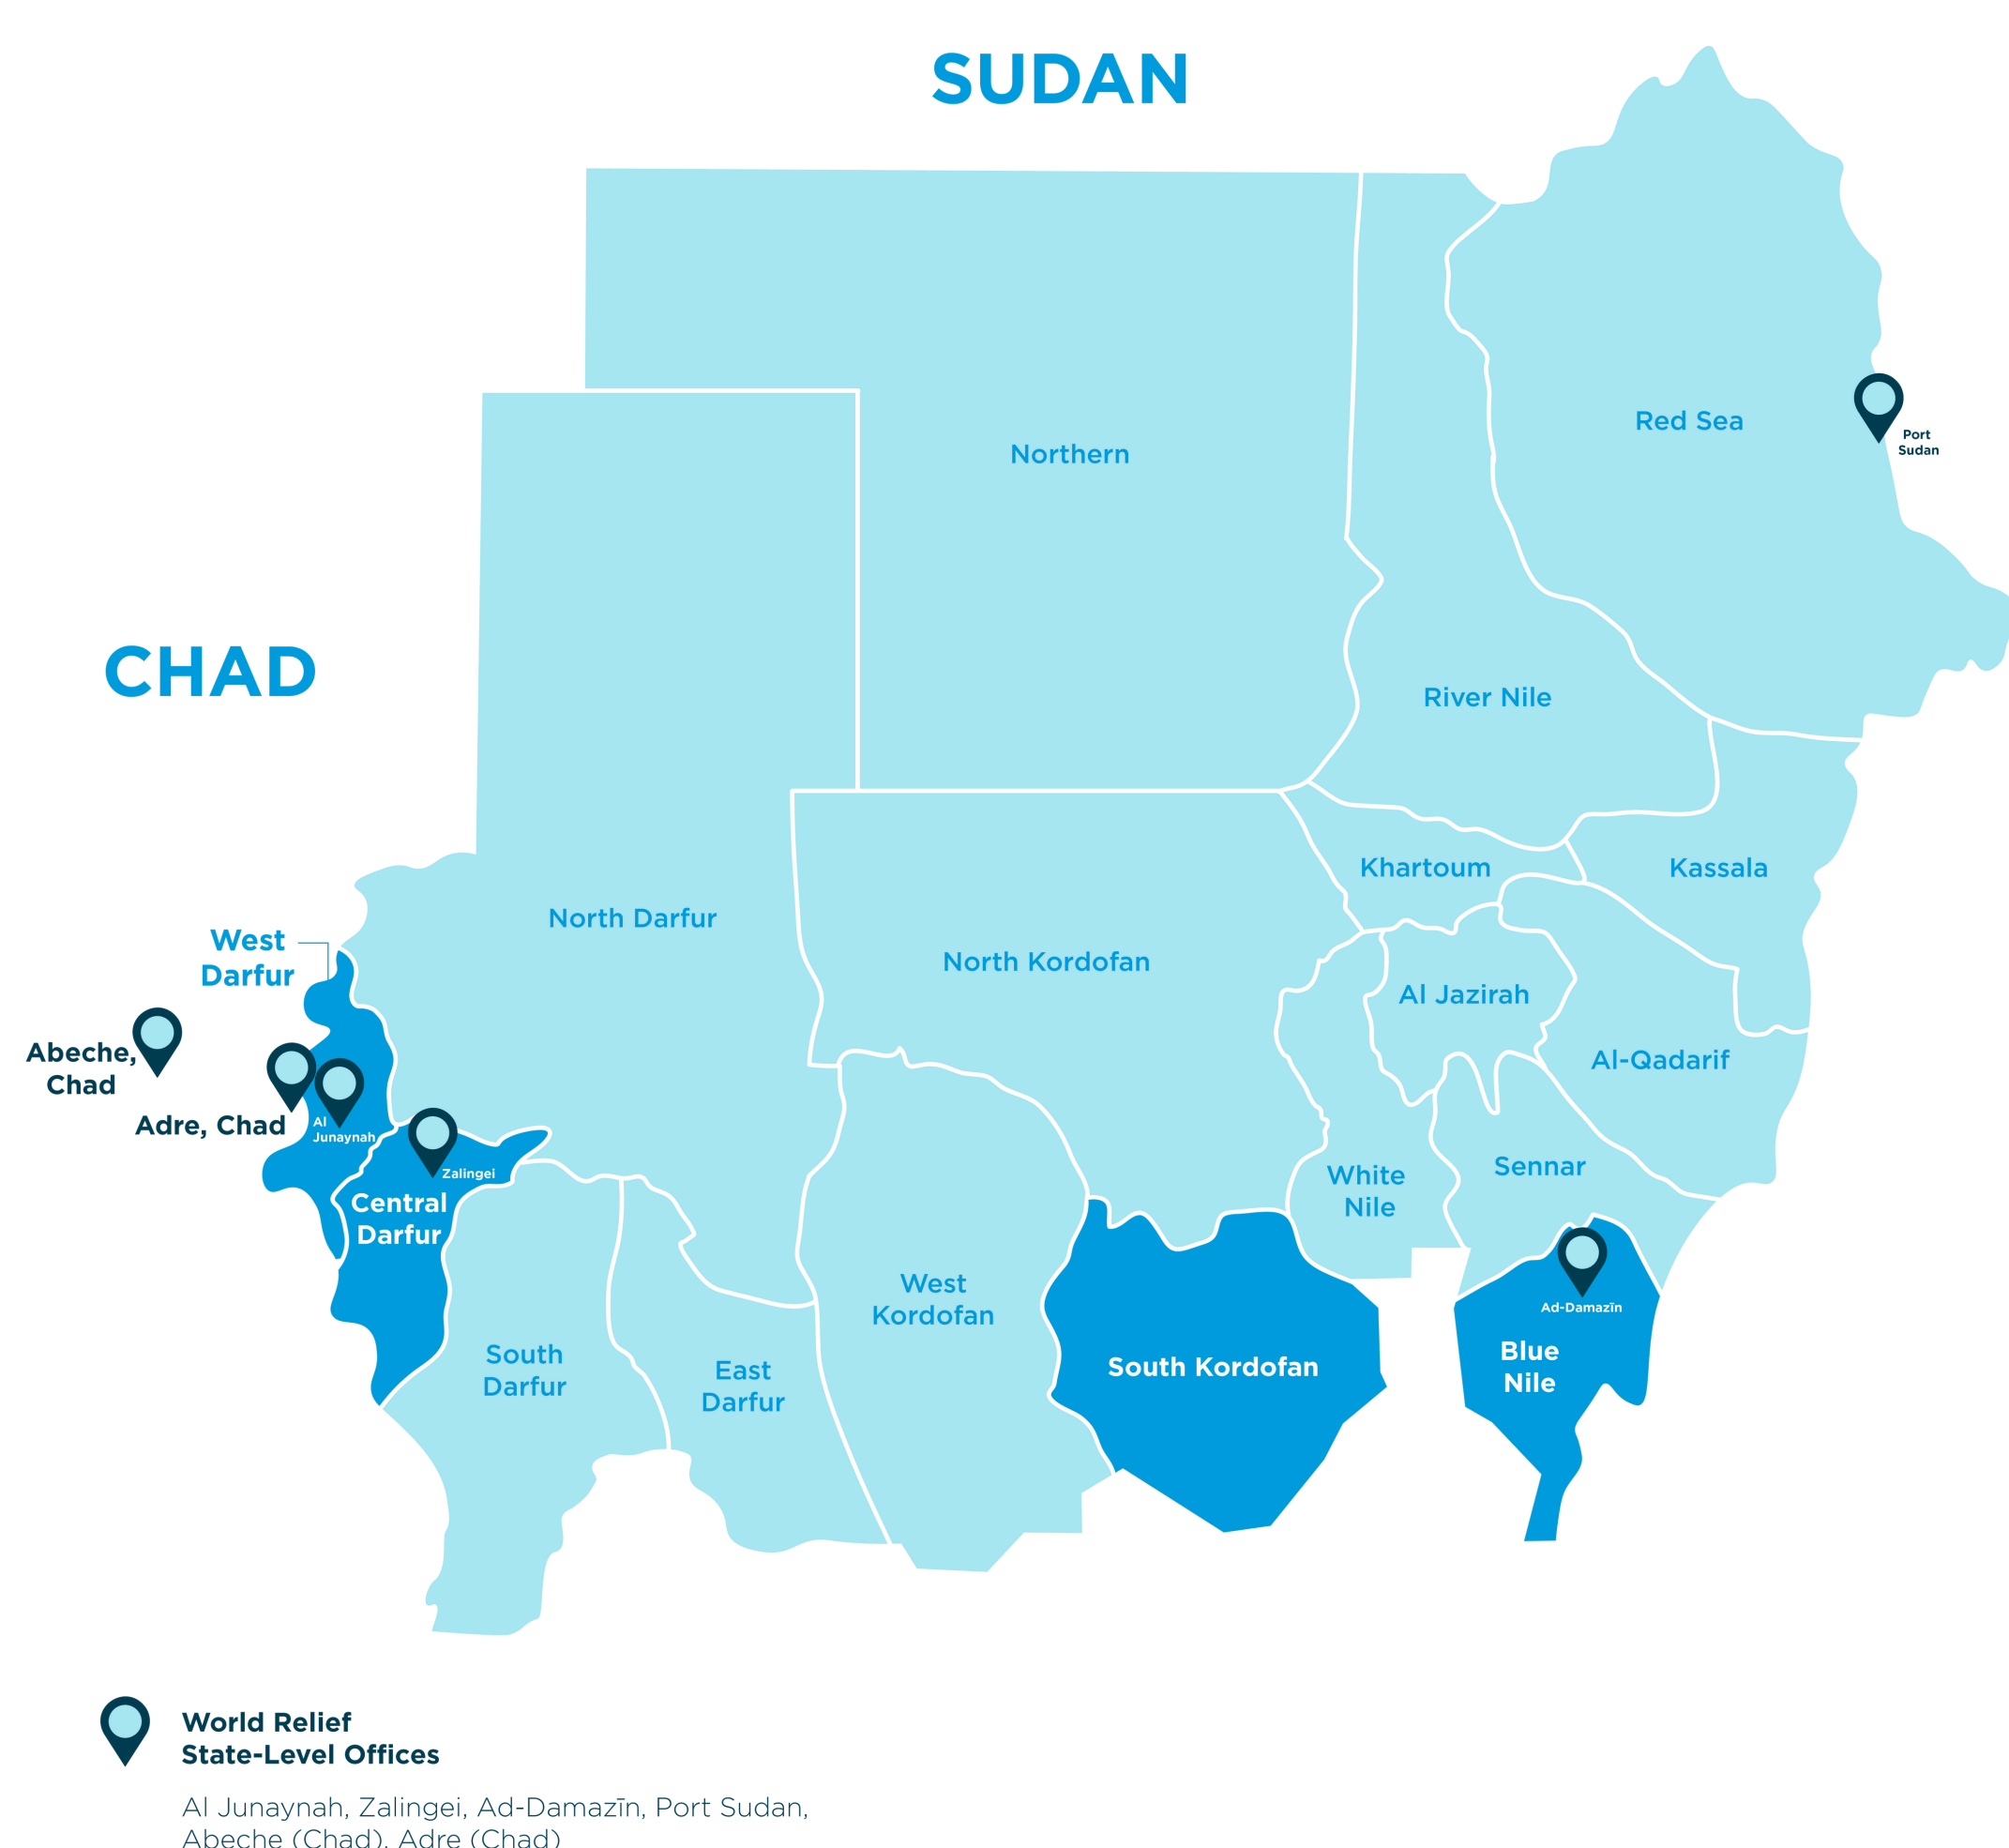 SUDAN
CHAD
Northern
Red Sea
Port
Sudan
River Nile
Khartoum
Kassala
North Darfur
West
Darfur
North Kordofan
Al Jazirah
Abeche,
Chad
Al-Qadarif
Adre, Chad
Al
Junaynah
Zalingei
Central
Darfur
White
Nile
Sennar
West
Kordofan
Ad-Damazīn
South
Darfur
East
Darfur
South Kordofan
Blue
Nile
World Relief
State-Level Offices
Al Junaynah, Zalingei, Ad-Damazīn, Port Sudan,
Abeche (Chad), Adre (Chad)